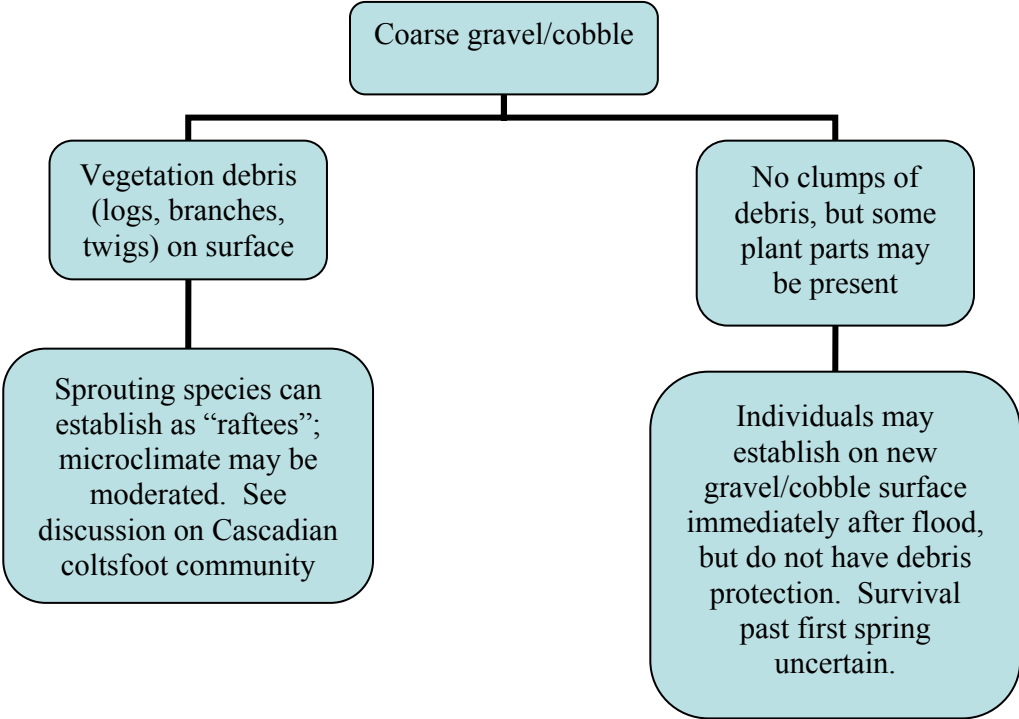 Coarse gravel/cobble
Vegetation debris
(logs, branches,
twigs) on surface
No clumps of
debris, but some
plant parts may
be present
Sprouting species can
establish as “raftees”;
microclimate may be
moderated.  See
discussion on Cascadian
coltsfoot community
Individuals may
establish on new
gravel/cobble surface
immediately after flood,
but do not have debris
protection.  Survival
past first spring
uncertain.